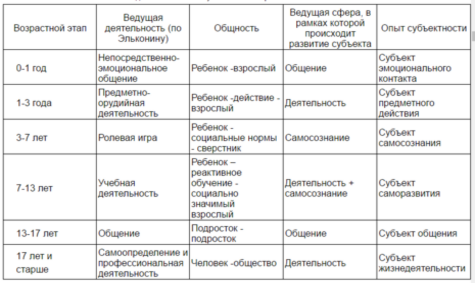 Возрастной этап
Ведущая
деятельность (по
Эльконину)
Общность
Ведущая сфера, в
рамках которой
происходит
развитие субъекта
Опыт субъектности
0-1 год
Непосредственно-
эмоциональное
общение
Ребенок -взрослый
Общение
Субъект
эмоционального
контакта
1-3 года
Предметно-
орудийная
деятельность
Ребенок -действие -
взрослый
Деятельность
Субъект
предметного
действия
3-7 лет
Ролевая игра
Ребенок -
социальные нормы
- сверстник
Самосознание
Субъект
самосознания
7-13 лет
Учебная
деятельность
Ребенок –
реактивное
обучение -
социально
значимый
взрослый
Деятельность +
самосознание
Субъект
саморазвития
13-17 лет
Общение
Подросток -
подросток
Общение
Субъект общения
17 лет и
старше
Самоопределение и
профессиональная
деятельность
Человек -общество
Деятельность
Субъект
жизнедеятельности